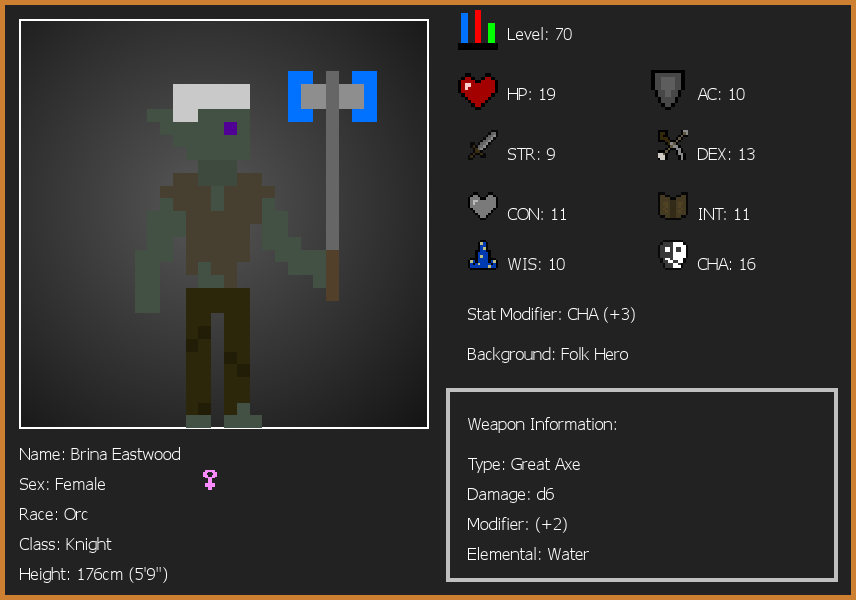 Level: 70
HP: 19
AC: 10
STR: 9
DEX: 13
CON: 11
INT: 11
WIS: 10
CHA: 16
Stat Modifier: CHA (+3)
Background: Folk Hero
Weapon Information:
Type: Great Axe
Damage: d6
Modifier: (+2)
Elemental: Water
Name: Brina Eastwood
Sex: Female
Race: Orc
Class: Knight
Height: 176cm (5'9")